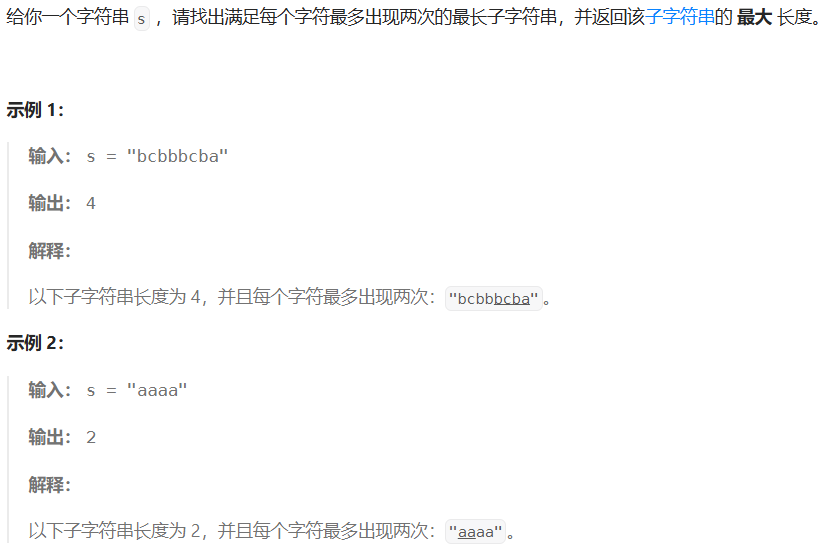 给你一个字符串 s ，请找出满足每个字符最多出现两次的最长子字符串，并返回该子字符串的 最大 长度。
示例 1：
输入： s = "bcbbbcba"
输出： 4
解释：
以下子字符串长度为 4，并且每个字符最多出现两次："bcbbbcba"。
示例 2：
输入： s = "aaaa"
输出： 2
解释：
以下子字符串长度为 2，并且每个字符最多出现两次："aaaa"。